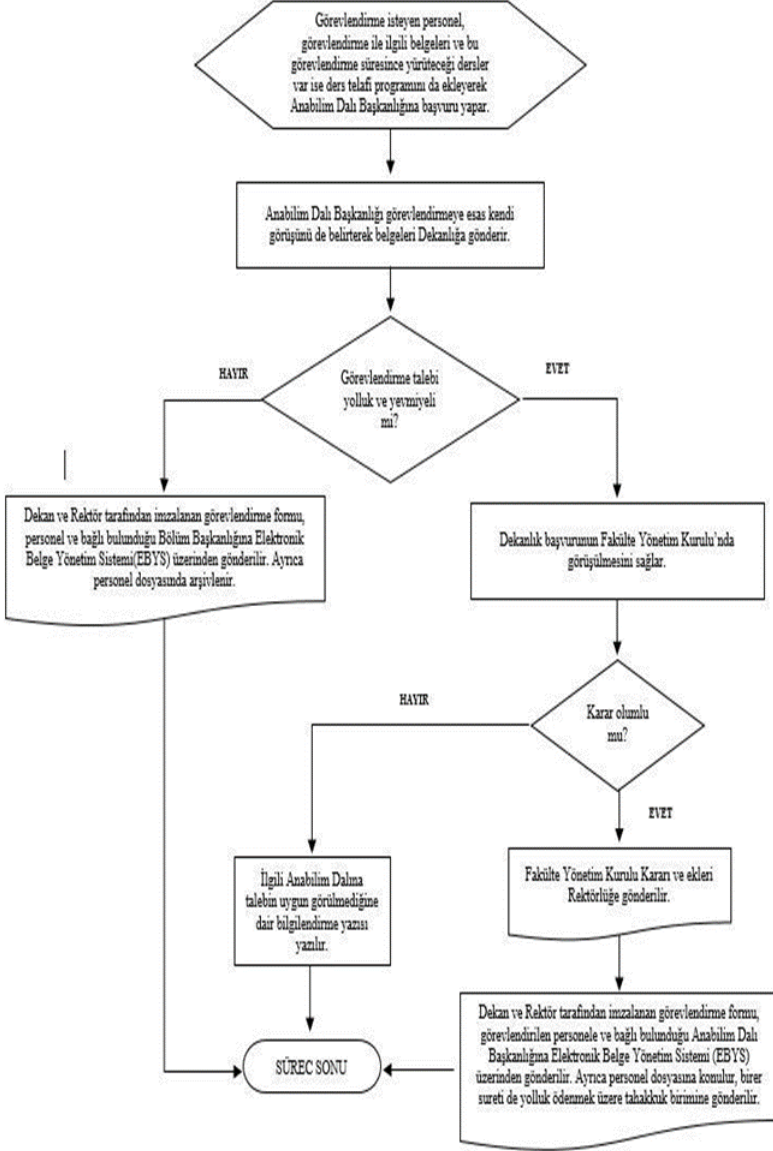 Görevlendirme isteyen personel,
görevlendirme ile ilgili belgeleri ve bu
görevlendirme süresince yürüteceği dersler
var ise ders telafi programını da ekleyerek
Anabilim Dalı Başkanlığına başvuru yapar.
Anabilim Dalı Başkanlığı görevlendirmeye esas kendi
görüşünü de belirterek belgeleri Dekanlığa gönderir.
Görevlendirme talebi
yolluk ve yevmiyeli
mi?
HAYIR
EVET
Dekan ve Rektör tarafından imzalanan görevlendirme formu,
personel ve bağlı bulunduğu Bölüm Başkanlığına Elektronik
Belge Yönetim Sistemi(EBYS) üzerinden gönderilir. Ayrıca
personel dosyasında arşivlenir.
Dekanlık başvurunun Fakülte Yönetim Kurulu’nda
görüşülmesini sağlar.
Karar olumlu
mu?
HAYIR
EVET
İlgili Anabilim Dalına
talebin uygun görülmediğine
dair bilgilendirme yazısı
yazılır.
Fakülte Yönetim Kurulu Kararı ve ekleri
Rektörlüğe gönderilir.
Dekan ve Rektör tarafından imzalanan görevlendirme formu,
görevlendirilen personele ve bağlı bulunduğu Anabilim Dalı
Başkanlığına Elektronik Belge Yönetim Sistemi (EBYS)
üzerinden gönderilir. Ayrıca personel dosyasına konulur, birer
sureti de yolluk ödenmek üzere tahakkuk birimine gönderilir.
SÜREC SONU